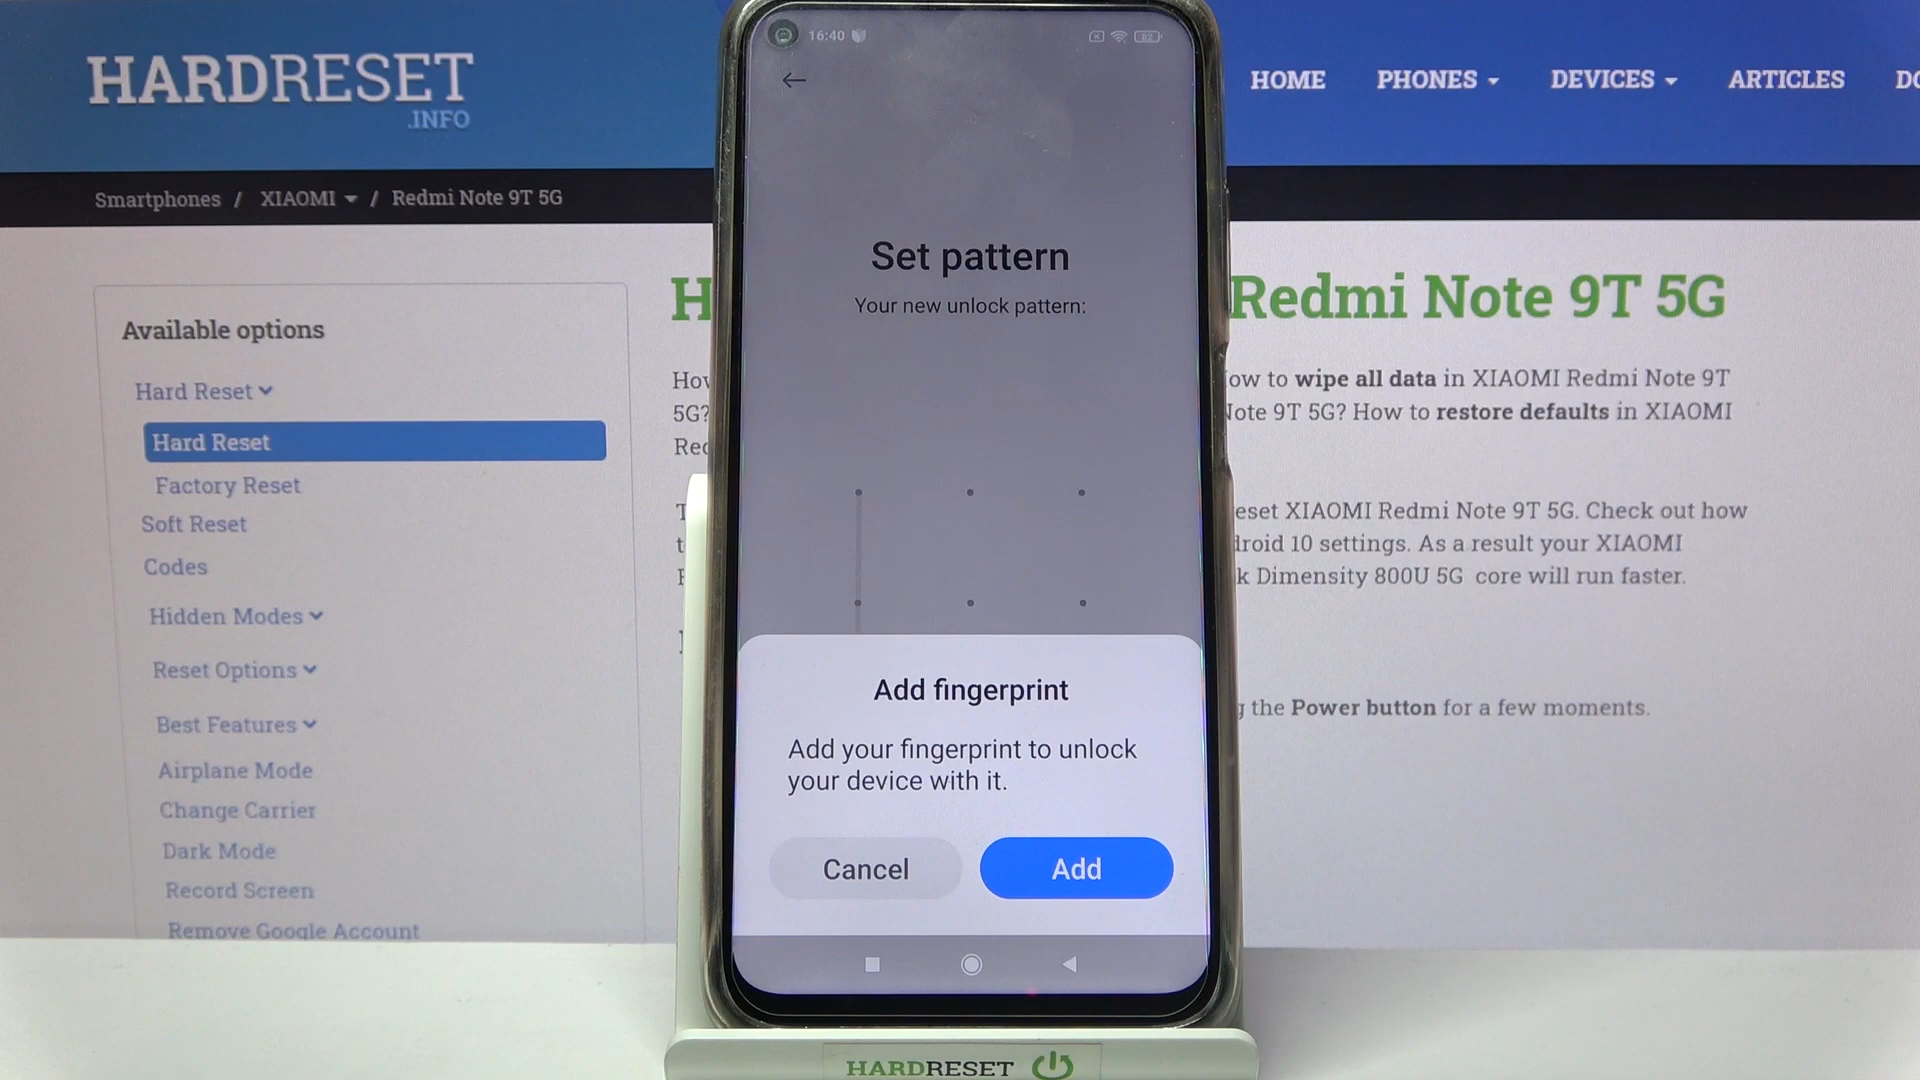 HARDRESET
.INFO
HOME PHONES DEVICES ARTICLES
Smartphones / XIAOMI / Redmi Note 9T 5G
Available options
Hard Reset
Hard Reset
Factory Reset
Soft Reset
Codes
Hidden Modes
Reset Options
Best Features
Airplane Mode
Change Carrier
Dark Mode
Record Screen
Remove Google Account
16:40
82
Set pattern
Your new unlock pattern:
Add fingerprint
Add your fingerprint to unlock
your device with it.
Cancel Add
Redmi Note 9T 5G
to wipe all data in XIAOMI Redmi Note 9T
5G? Note 9T 5G? How to restore defaults in XIAOMI
reset XIAOMI Redmi Note 9T 5G. Check out how
10 settings. As a result your XIAOMI
Dimensity 800U 5G core will run faster.
the Power button for a few moments.
HARDRESET